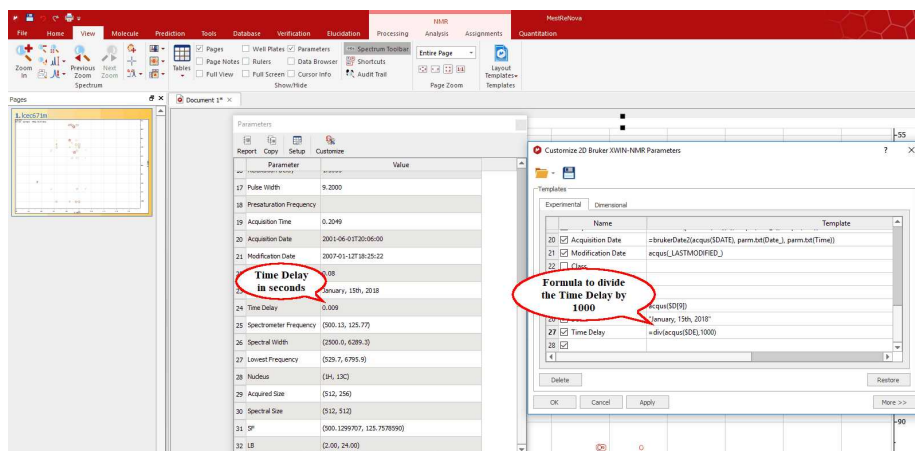 NMR
MestReNova
File Home View Molecule Prediction Tools Database Verification Elucidation Processing Analysis Assignments Quantitation
Zoom In
Previous Zoom
Next Zoom
Spectrum
Tables
Pages Well Plates Parameters Spectrum Toolbar
Page Notes Rulers Data Browser Shortcuts
Full View Full Screen Cursor Info Audit Trail
Show/Hide
Entire Page
Page Zoom
Layout Templates
Templates
Pages
Document 1*
1.icec671m
Parameters
Report Copy Setup Customize
Parameter Value
17 Pulse Width 9.2000
18 Presaturation Frequency
19 Acquisition Time 0.2049
20 Acquisition Date 2001-06-01T20:06:00
21 Modification Date 2007-01-12T18:25:22
0.08
January, 15th, 2018
24 Time Delay 0.009
25 Spectrometer Frequency (500.13, 125.77)
26 Spectral Width (2500.0, 6289.3)
27 Lowest Frequency (529.7, 6795.9)
28 Nucleus (1H, 13C)
29 Acquired Size (512, 256)
30 Spectral Size (512, 512)
31 SF (500.1299707, 125.7578590)
32 LB (2.00, 24.00)
Time Delay
in seconds
-55
Customize 2D Bruker XWIN-NMR Parameters ? X
Templates
Experimental Dimensional
Name Template
20 Acquisition Date =brukerDate2(acqus($DATE), parm.txt(Date_), parm.txt(Time))
21 Modification Date acqus(_LASTMODIFIED_)
22 Class
acqus($D[9])
"January, 15th, 2018"
27 Time Delay =div(acqus($DE),1000)
28
Formula to divide
the Time Delay by
1000
Delete Restore
OK Cancel Apply More >>
-90